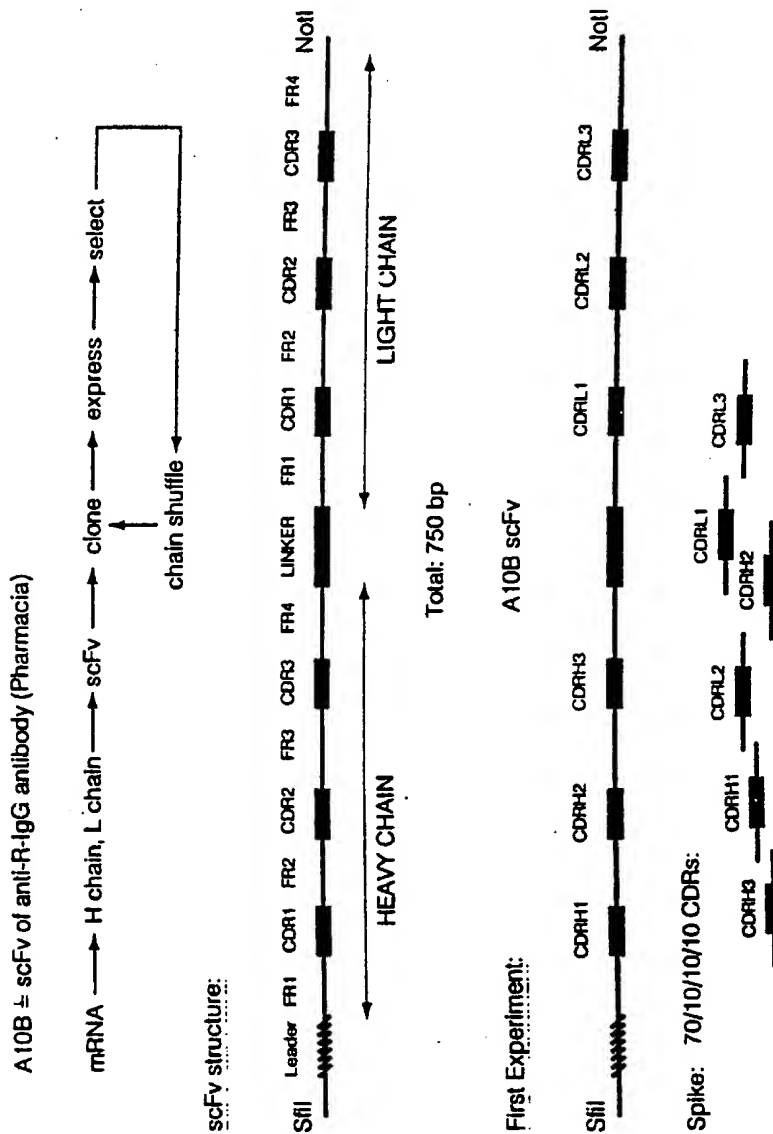 A10B ± scFv of anti-R-IgG antibody (Pharmacia)
mRNA H chain, L chain scFv clone express select
chain shuffle
scFv structure:
Leader FR1 CDR1 FR2 CDR2 FR3 CDR3 FR4 LINKER FR1 CDR1 FR2 CDR2 FR3 CDR3 FR4
SfiI NotI
HEAVY CHAIN LIGHT CHAIN
Total: 750 bp
First Experiment:
A10B scFv
CDRH1 CDRH2 CDRH3 CDRL1 CDRL2 CDRL3
SfiI NotI
Spike: 70/10/10/10 CDRs:
CDRL1
CDRL2 CDRL3
CDRH1 CDRH2
CDRH3